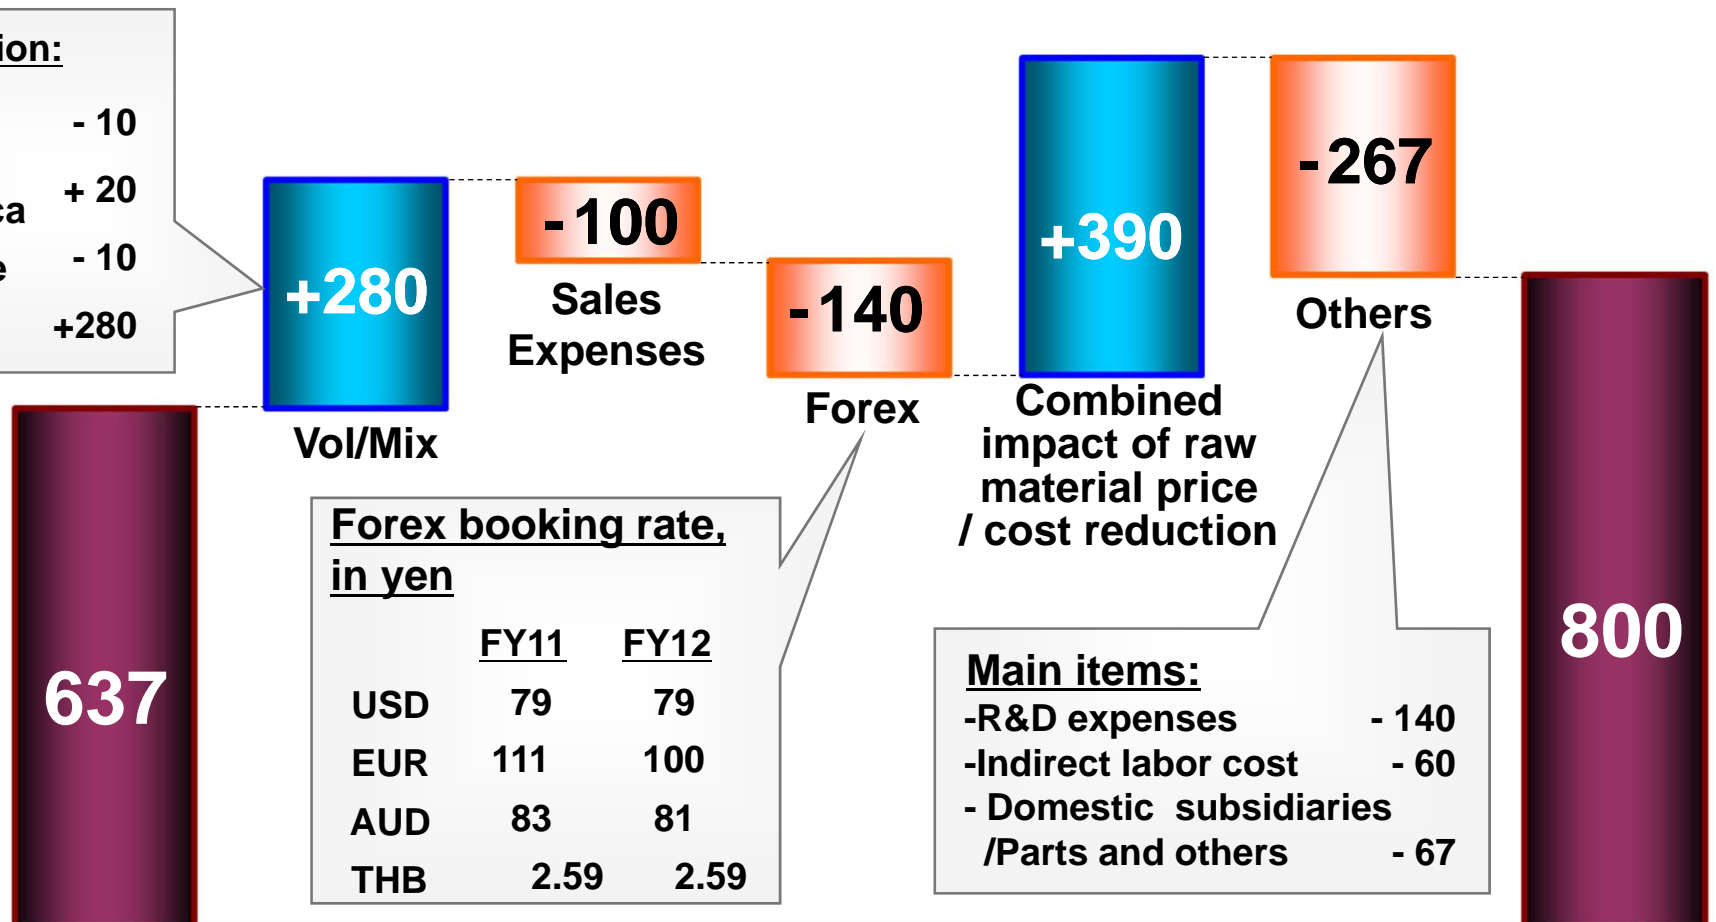 ion:
- 10
+ 20
ca
- 10
e
+280
637
+280
Vol/Mix
- 100
Sales
Expenses
- 140
Forex
+390
Combined
impact of raw
material price
/ cost reduction
- 267
Others
800
Forex booking rate,
in yen
FY11 FY12
USD 79 79
EUR 111 100
AUD 83 81
THB 2.59 2.59
Main items:
-R&D expenses - 140
-Indirect labor cost - 60
- Domestic subsidiaries
/Parts and others - 67